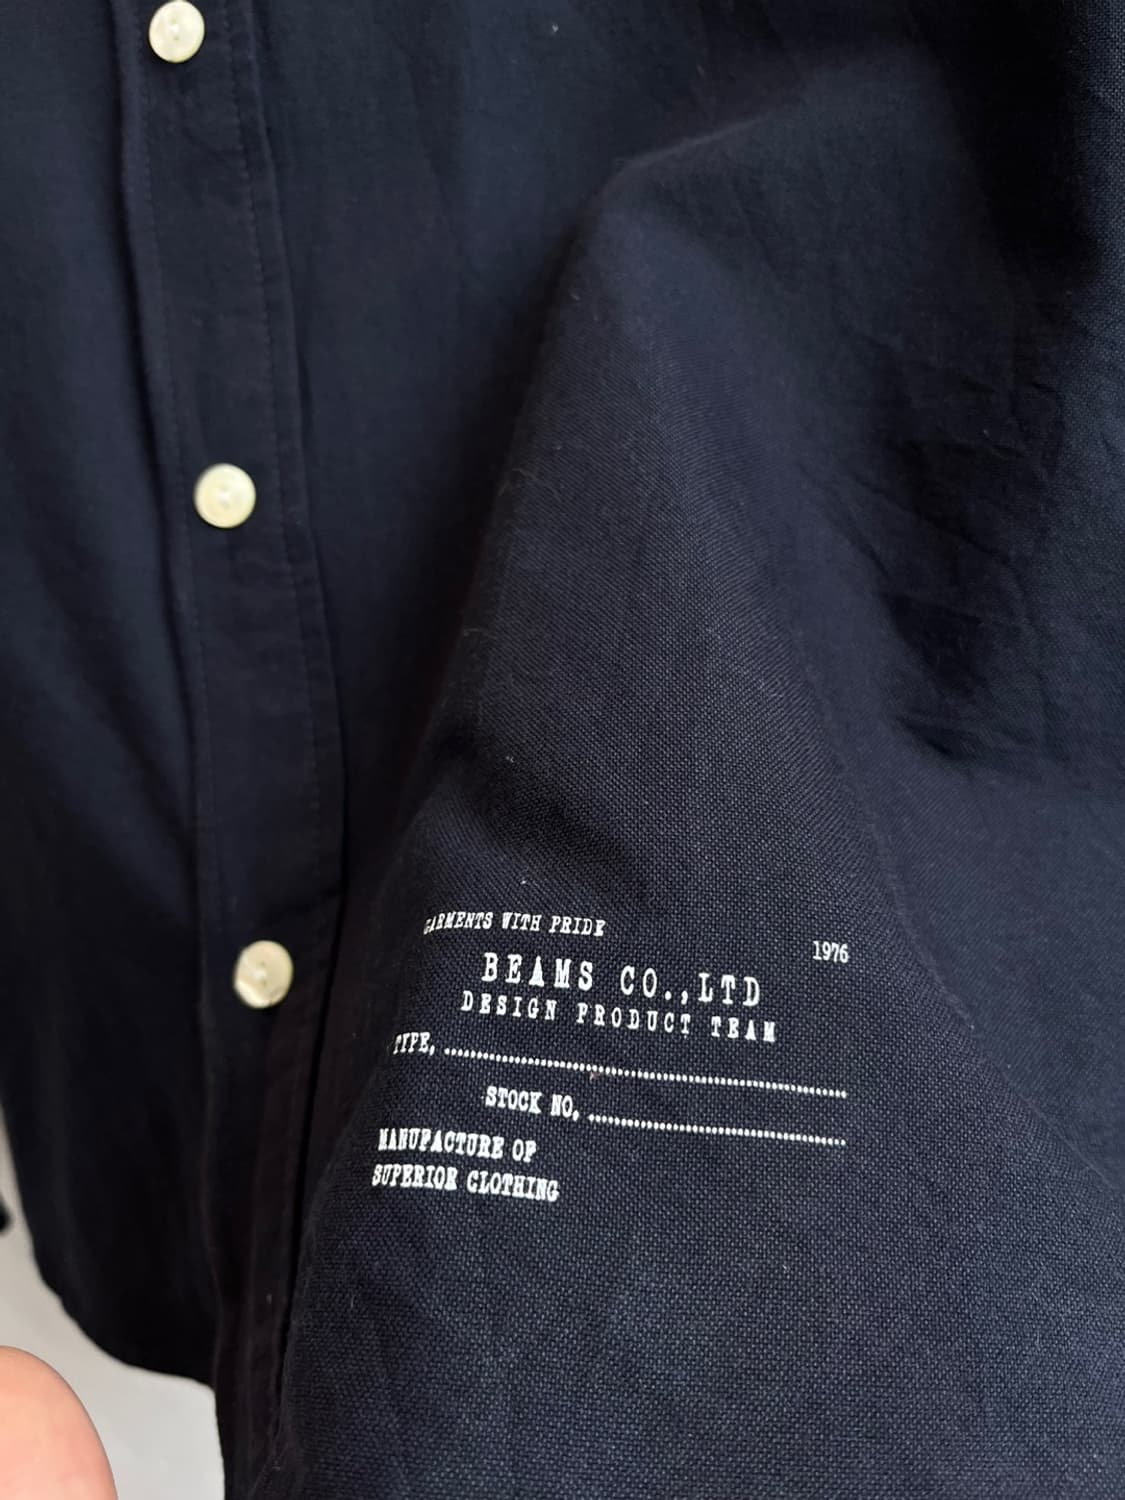 GARMENTS WITH PRIDE
1976
BEAMS CO.,LTD
DESIGN PRODUCT TEAM
TYPE,
STOCK NO,
MANUFACTURE OF
SUPERIOR CLOTHING